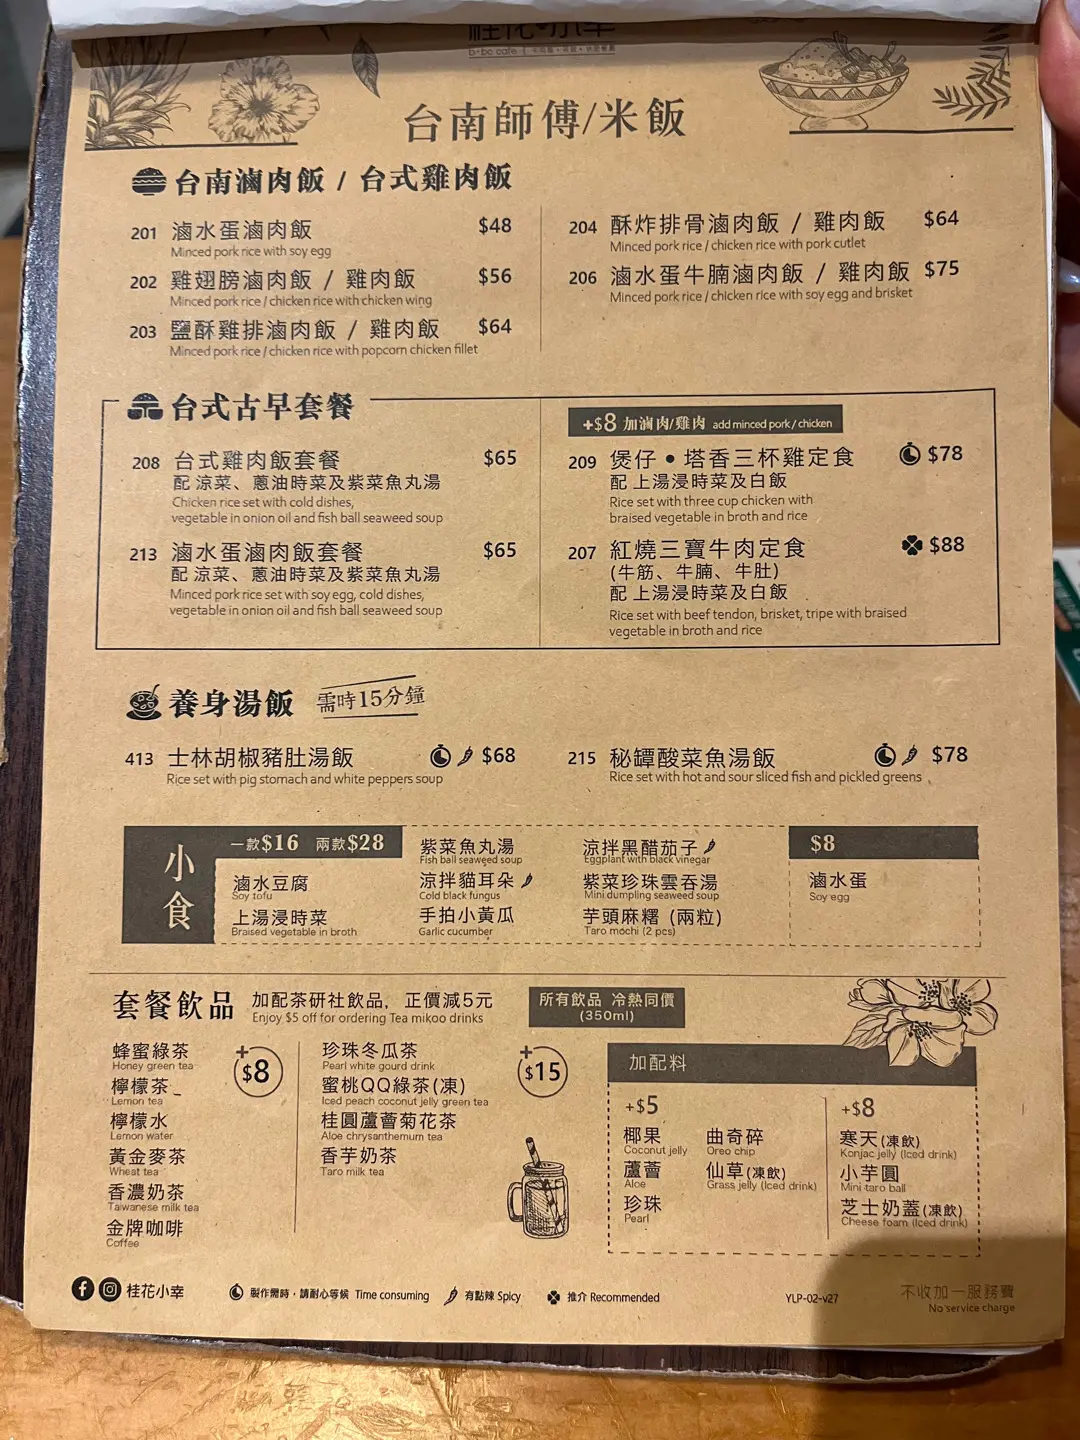 b+bc cafe
台南師傅/米飯
台南滷肉飯 / 台式雞肉飯
201 滷水蛋滷肉飯 $48
Minced pork rice with soy egg
202 雞翅膀滷肉飯 / 雞肉飯 $56
Minced pork rice / chicken rice with chicken wing
203 鹽酥雞排滷肉飯 / 雞肉飯 $64
Minced pork rice / chicken rice with popcorn chicken fillet
204 酥炸排骨滷肉飯 / 雞肉飯 $64
Minced pork rice / chicken rice with pork cutlet
206 滷水蛋牛腩滷肉飯 / 雞肉飯 $75
Minced pork rice / chicken rice with soy egg and brisket
台式古早套餐
208 台式雞肉飯套餐 $65
配 涼菜、蔥油時菜及紫菜魚丸湯
Chicken rice set with cold dishes,
vegetable in onion oil and fish ball seaweed soup
213 滷水蛋滷肉飯套餐 $65
配 涼菜、蔥油時菜及紫菜魚丸湯
Minced pork rice set with soy egg, cold dishes,
vegetable in onion oil and fish ball seaweed soup
+$8 加滷肉/雞肉 add minced pork/chicken
209 煲仔•塔香三杯雞定食 $78
配 上湯浸時菜及白飯
Rice set with three cup chicken with
braised vegetable in broth and rice
207 紅燒三寶牛肉定食 $88
(牛筋、牛腩、牛肚)
配 上湯浸時菜及白飯
Rice set with beef tendon, brisket, tripe with braised
vegetable in broth and rice
養身湯飯 需時15分鐘
413 士林胡椒豬肚湯飯 $68
Rice set with pig stomach and white peppers soup
215 秘罈酸菜魚湯飯 $78
Rice set with hot and sour sliced fish and pickled greens
小食
一款$16 兩款$28
滷水豆腐
Soy tofu
上湯浸時菜
Braised vegetable in broth
紫菜魚丸湯
Fish ball seaweed soup
涼拌貓耳朵
Cold black fungus
手拍小黃瓜
Garlic cucumber
涼拌黑醋茄子
Eggplant with black vinegar
紫菜珍珠雲吞湯
Mini dumpling seaweed soup
芋頭麻糬 (兩粒)
Taro mochi (2 pcs)
$8
滷水蛋
Soy egg
套餐飲品
加配茶研社飲品，正價減5元
Enjoy $5 off for ordering Tea mikoo drinks
所有飲品 冷熱同價
(350ml)
+$8
蜂蜜綠茶
Honey green tea
檸檬茶
Lemon tea
檸檬水
Lemon water
黃金麥茶
Wheat tea
香濃奶茶
Taiwanese milk tea
金牌咖啡
Coffee
+$15
珍珠冬瓜茶
Pearl white gourd drink
蜜桃QQ綠茶(凍)
Iced peach coconut jelly green tea
桂圓蘆薈菊花茶
Aloe chrysanthemum tea
香芋奶茶
Taro milk tea
加配料
+$5
椰果
Coconut jelly
蘆薈
Aloe
珍珠
Pearl
曲奇碎
Oreo chip
仙草(凍飲)
Grass jelly (Iced drink)
+$8
寒天(凍飲)
Konjac jelly (Iced drink)
小芋圓
Mini taro ball
芝士奶蓋(凍飲)
Cheese foam (Iced drink)
桂花小幸
製作需時，請耐心等候 Time consuming
有點辣 Spicy
推介 Recommended
YLP-02-v27
不收加一服務費
No service charge